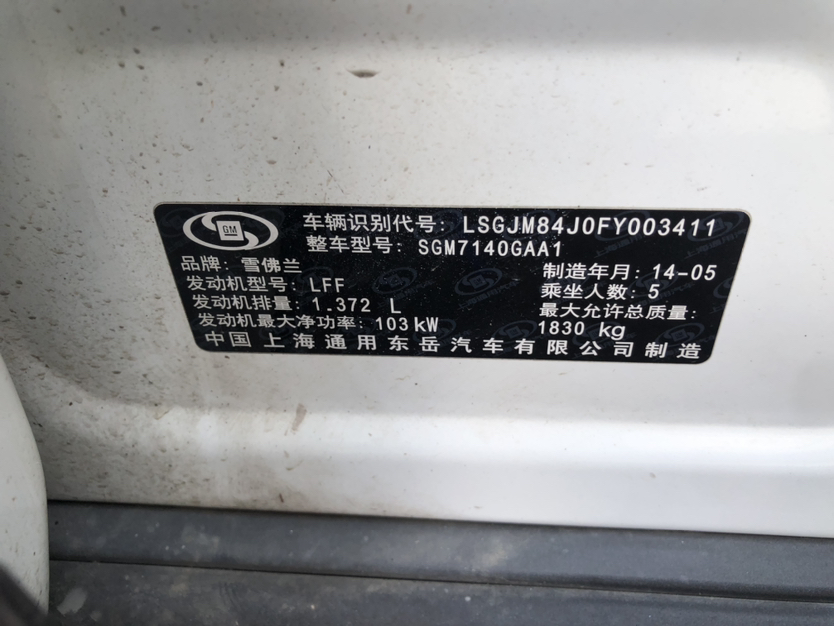 GM
车辆识别代号: LSGJM84J0FY003411
整车型号: SGM7140GAA1
品牌: 雪佛兰
制造年月: 14-05
发动机型号: LFF
乘坐人数: 5
发动机排量: 1.372 L
最大允许总质量:
发动机最大净功率: 103kW
1830 kg
中国 上海通用东岳汽车有限公司制造